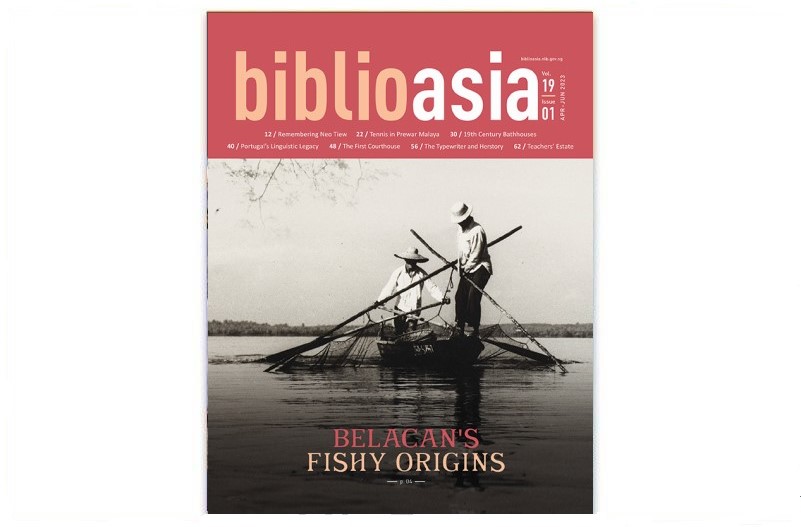 biblioasia.nlb.gov.sg
biblioasia
Vol.
19
Issue
01
APR–JUN 2023
12 / Remembering Neo Tiew 22 / Tennis in Prewar Malaya 30 / 19th Century Bathhouses
40 / Portugal's Linguistic Legacy 48 / The First Courthouse 56 / The Typewriter and Herstory 62 / Teachers' Estate
BELACAN'S
FISHY ORIGINS
p. 04